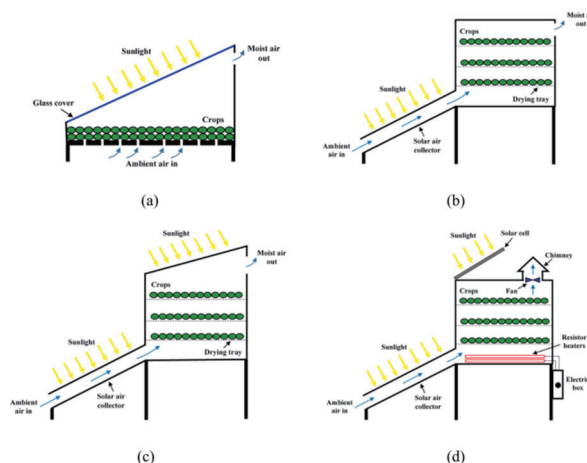 Sunlight
Moist air
out
Glass cover
Crops
Ambient air in
(a)
Moist air
out
Crops
Sunlight
Drying tray
Ambient
air in
Solar air
collector
(b)
Sunlight
Moist air
out
Crops
Sunlight
Drying tray
Ambient
air in
Solar air
collector
(c)
Solar cell
Sunlight
Chimney
Crops
Fan
Sunlight
Resistor
heaters
Ambient
air in
Solar air
collector
Electric
box
(d)